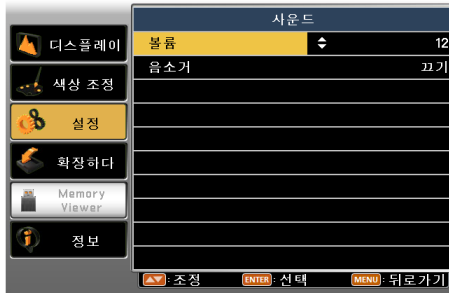 사운드
디스플레이
색상 조정
설정
확장하다
Memory
Viewer
정보
볼륨 12
음소거 끄기
:조정 ENTER:선택 MENU:뒤로가기